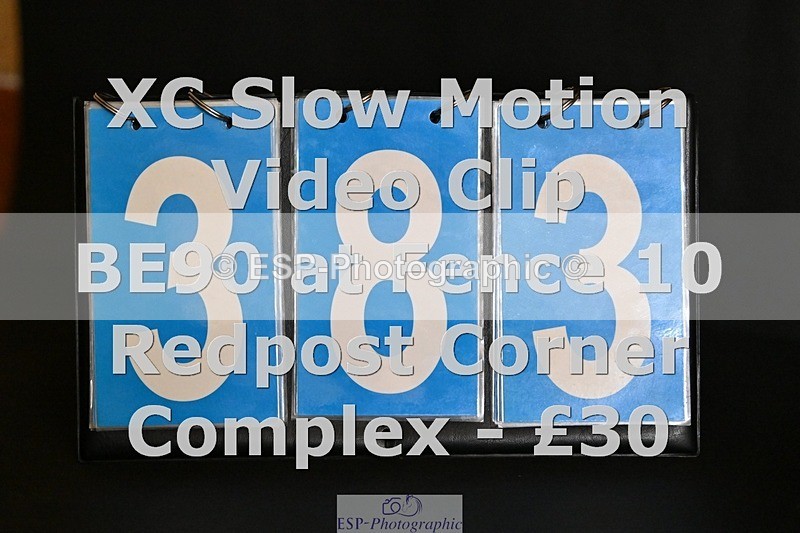 XC Slow Motion
Video Clip
BE90 at Fence 10
© ESP-Photographic ©
Redpost Corner
Complex - £30
383
ESP-Photographic